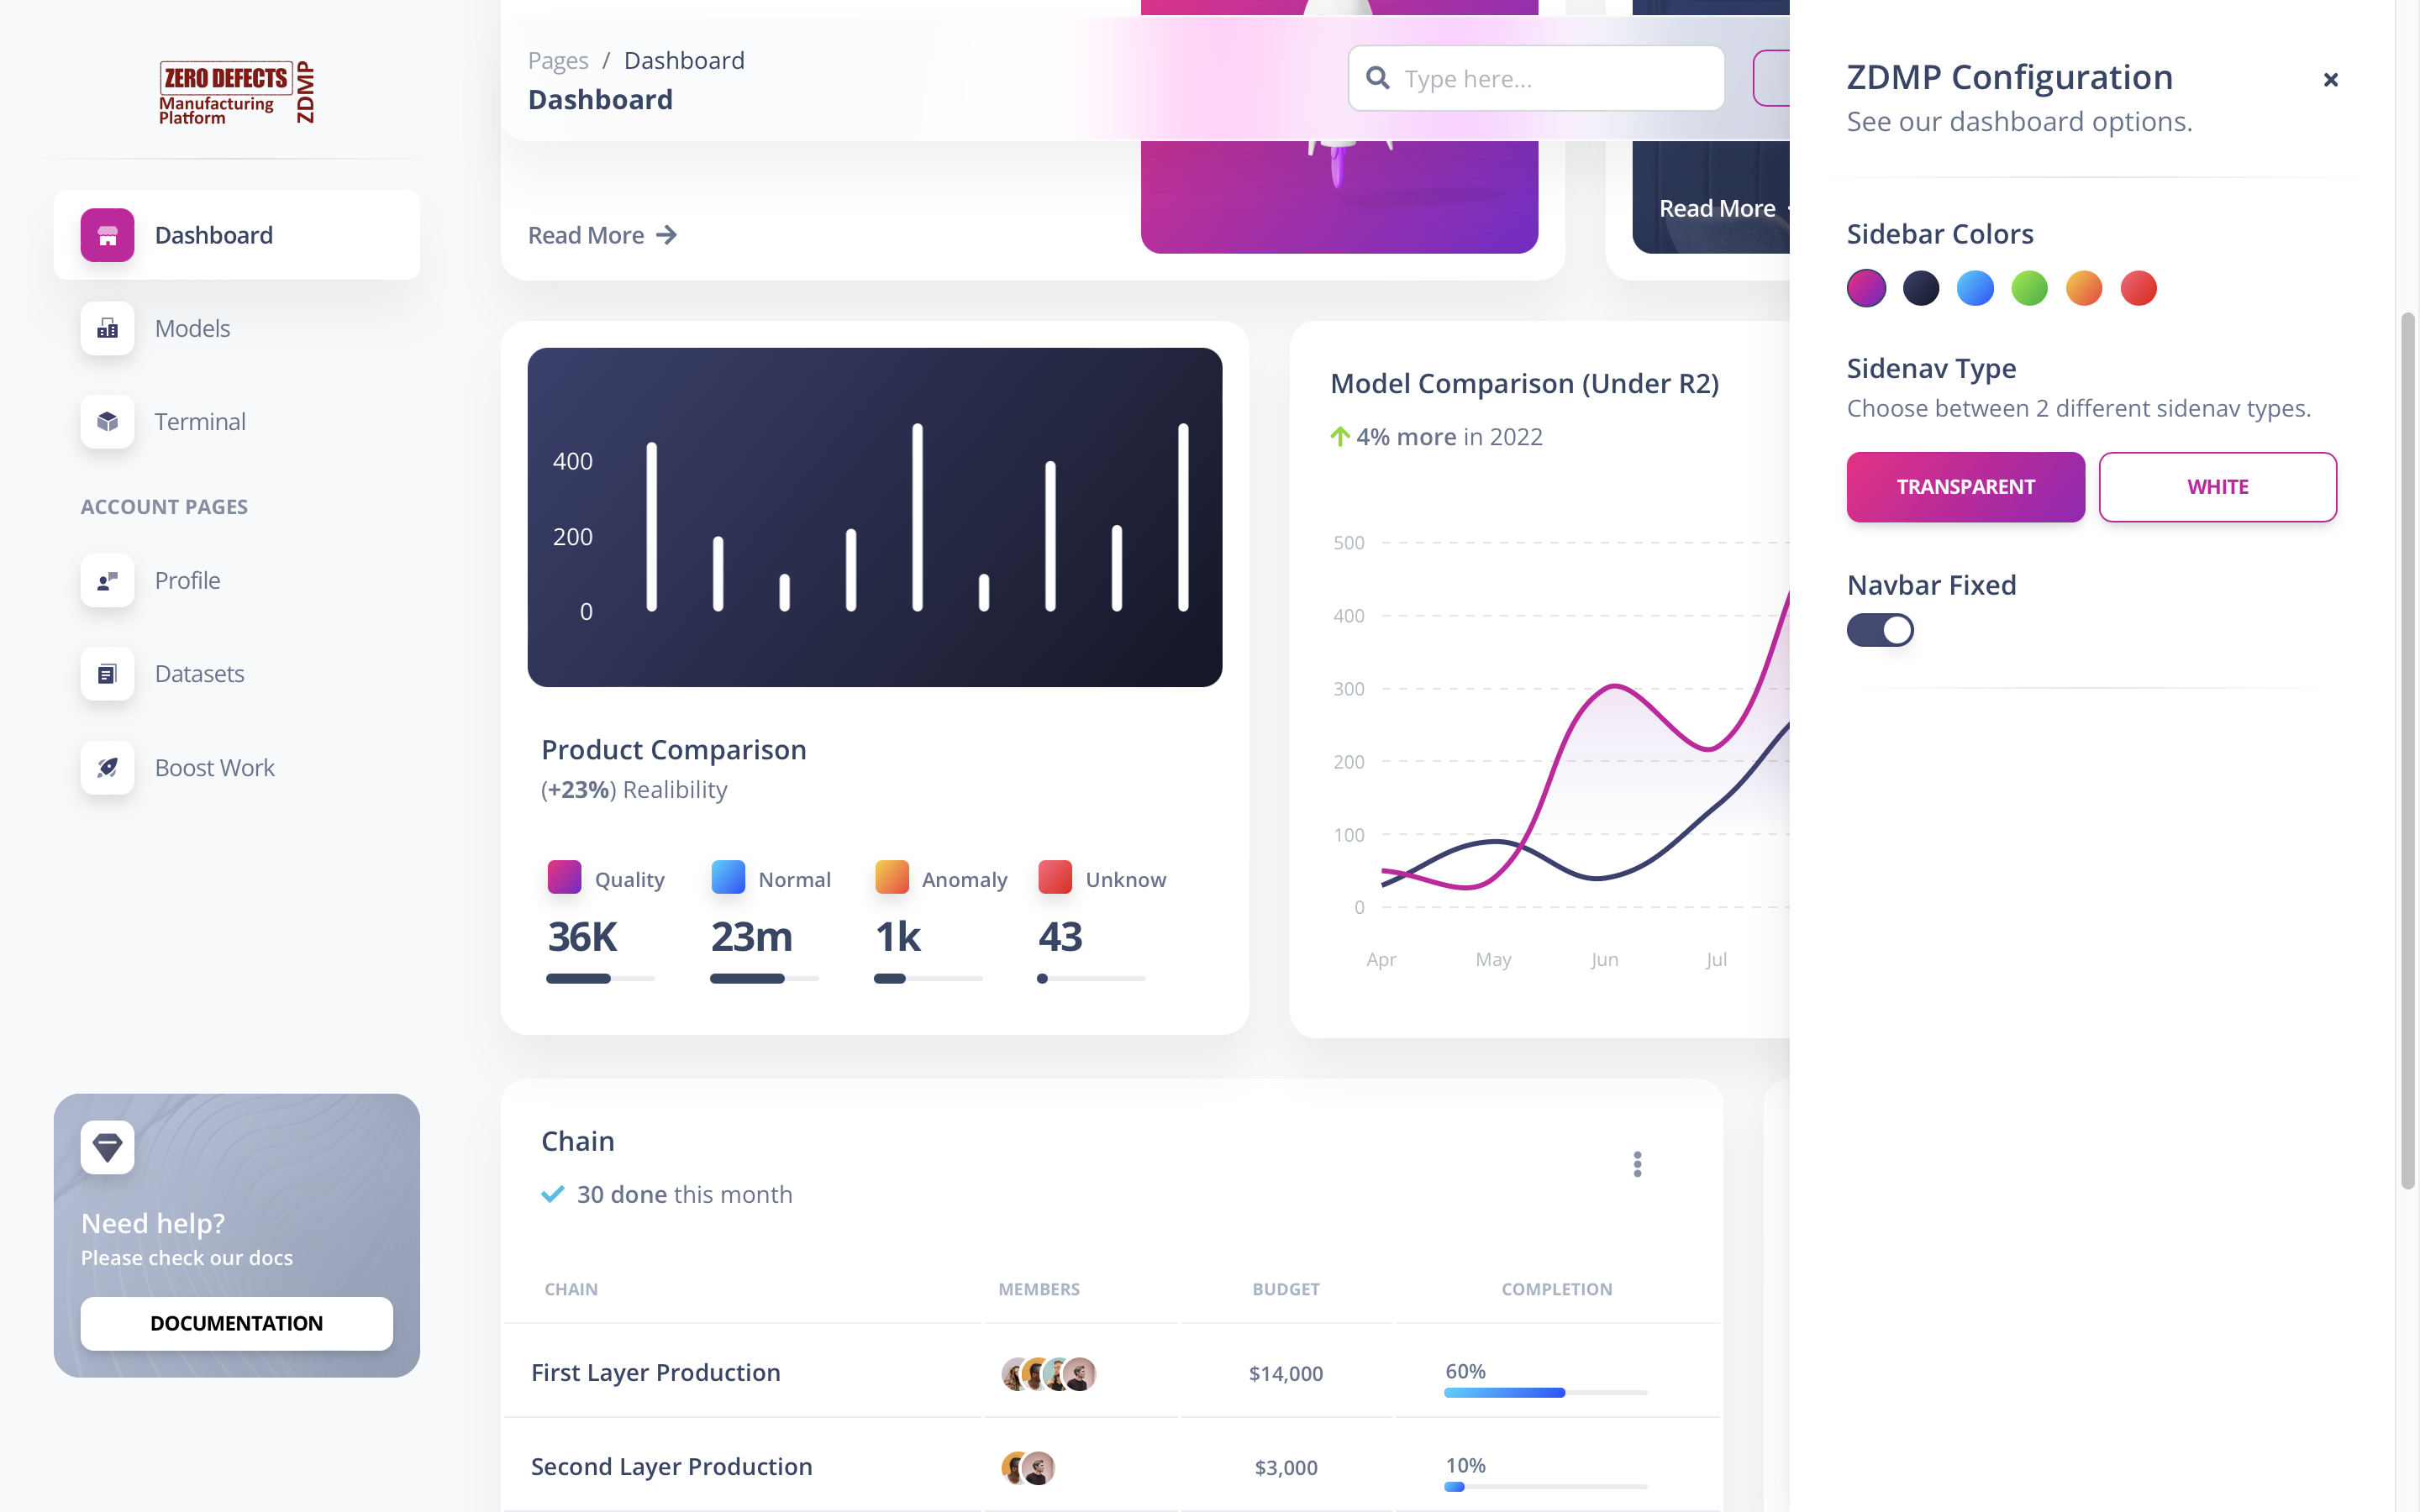 ZERO DEFECTS
Manufacturing
Platform
ZDMP
Dashboard
Models
Terminal
ACCOUNT PAGES
Profile
Datasets
Boost Work
Need help?
Please check our docs
DOCUMENTATION
Pages / Dashboard
Dashboard
Type here...
Read More
Read More
400
200
0
Product Comparison
(+23%) Realibility
Quality
Normal
Anomaly
Unknow
36K
23m
1k
43
Model Comparison (Under R2)
4% more in 2022
500
400
300
200
100
0
Apr
May
Jun
Jul
Chain
30 done this month
CHAIN
MEMBERS
BUDGET
COMPLETION
First Layer Production
$14,000
60%
Second Layer Production
$3,000
10%
ZDMP Configuration
See our dashboard options.
Sidebar Colors
Sidenav Type
Choose between 2 different sidenav types.
TRANSPARENT
WHITE
Navbar Fixed